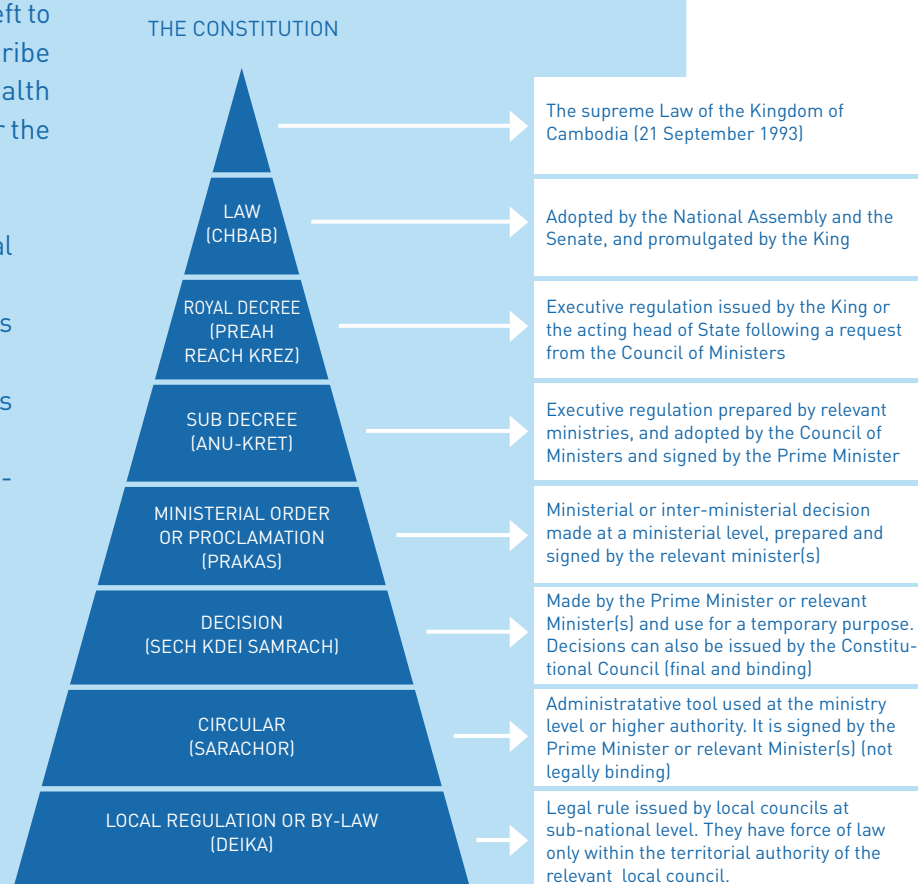 eft to
ribe
alth
r the
al
s
s
-
THE CONSTITUTION
The supreme Law of the Kingdom of
Cambodia (21 September 1993)
LAW
(CHBAB)
Adopted by the National Assembly and the
Senate, and promulgated by the King
ROYAL DECREE
(PREAH
REACH KREZ)
Executive regulation issued by the King or
the acting head of State following a request
from the Council of Ministers
SUB DECREE
(ANU-KRET)
Executive regulation prepared by relevant
ministries, and adopted by the Council of
Ministers and signed by the Prime Minister
MINISTERIAL ORDER
OR PROCLAMATION
(PRAKAS)
Ministerial or inter-ministerial decision
made at a ministerial level, prepared and
signed by the relevant minister(s)
DECISION
(SECH KDEI SAMRACH)
Made by the Prime Minister or relevant
Minister(s) and use for a temporary purpose.
Decisions can also be issued by the Constitu-
tional Council (final and binding)
CIRCULAR
(SARACHOR)
Administratative tool used at the ministry
level or higher authority. It is signed by the
Prime Minister or relevant Minister(s) (not
legally binding)
LOCAL REGULATION OR BY-LAW
(DEIKA)
Legal rule issued by local councils at
sub-national level. They have force of law
only within the territorial authority of the
relevant local council.